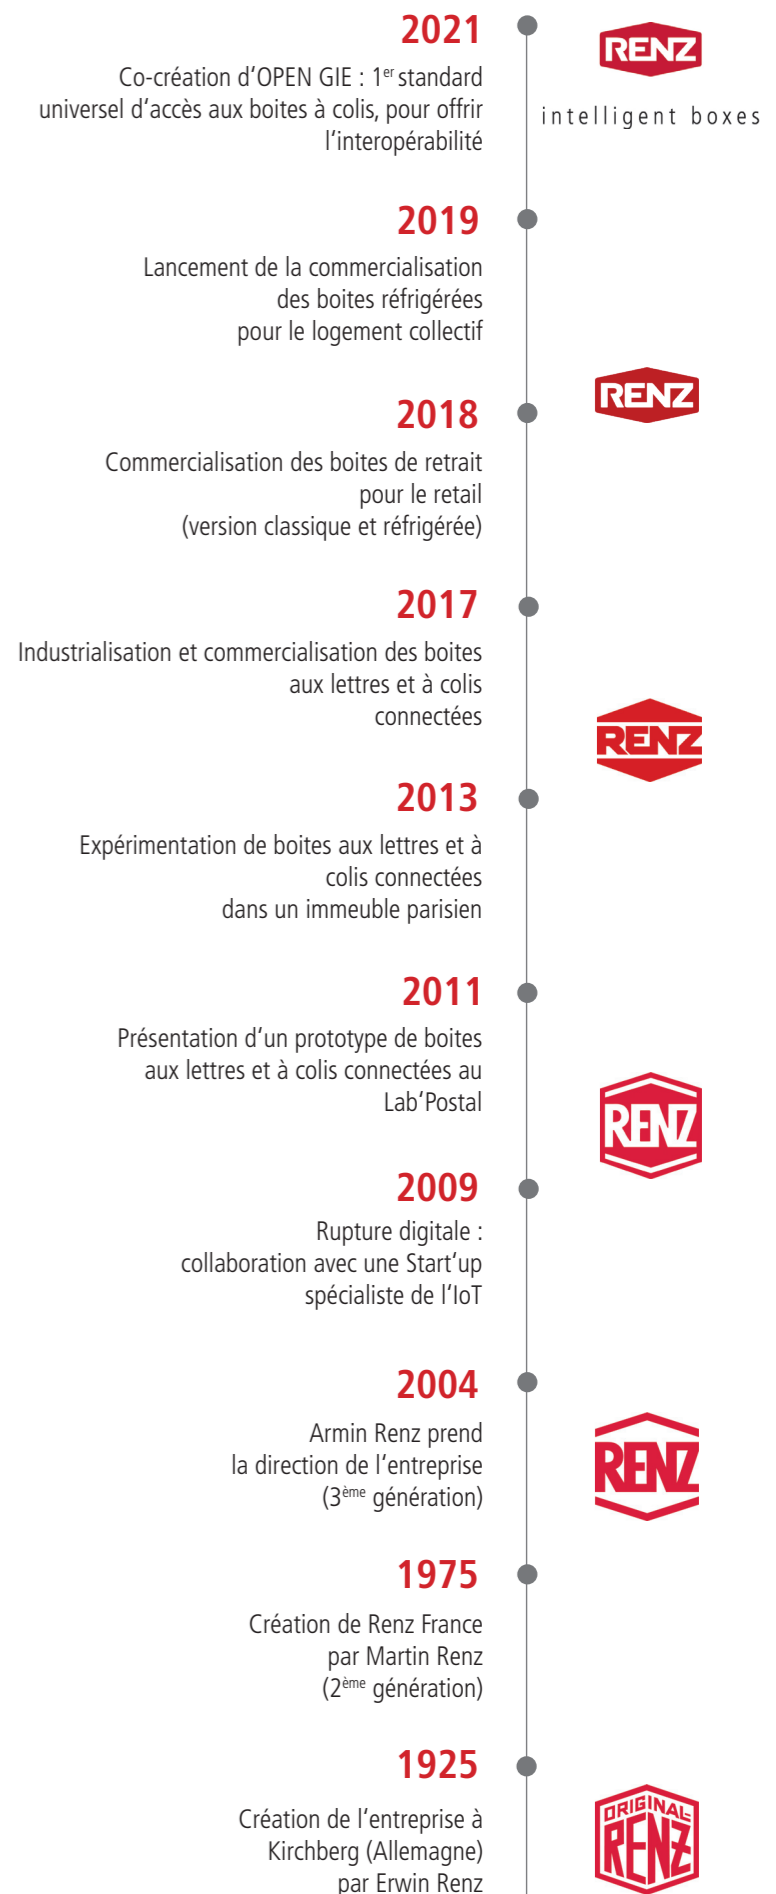 2021
RENZ
Co-création d‘OPEN GIE : 1er standard
universel d‘accès aux boites à colis, pour offrir
l‘interopérabilité
intelligent boxes
2019
Lancement de la commercialisation
des boites réfrigérées
pour le logement collectif
RENZ
2018
Commercialisation des boites de retrait
pour le retail
(version classique et réfrigérée)
2017
Industrialisation et commercialisation des boites
aux lettres et à colis
connectées
RENZ
2013
Expérimentation de boites aux lettres et à
colis connectées
dans un immeuble parisien
2011
Présentation d‘un prototype de boites
aux lettres et à colis connectées au
Lab‘Postal
RENZ
2009
Rupture digitale :
collaboration avec une Start‘up
spécialiste de l‘IoT
2004
Armin Renz prend
la direction de l‘entreprise
(3ème génération)
RENZ
1975
Création de Renz France
par Martin Renz
(2ème génération)
1925
Création de l‘entreprise à
Kirchberg (Allemagne)
par Erwin Renz
ORIGINAL
RENZ